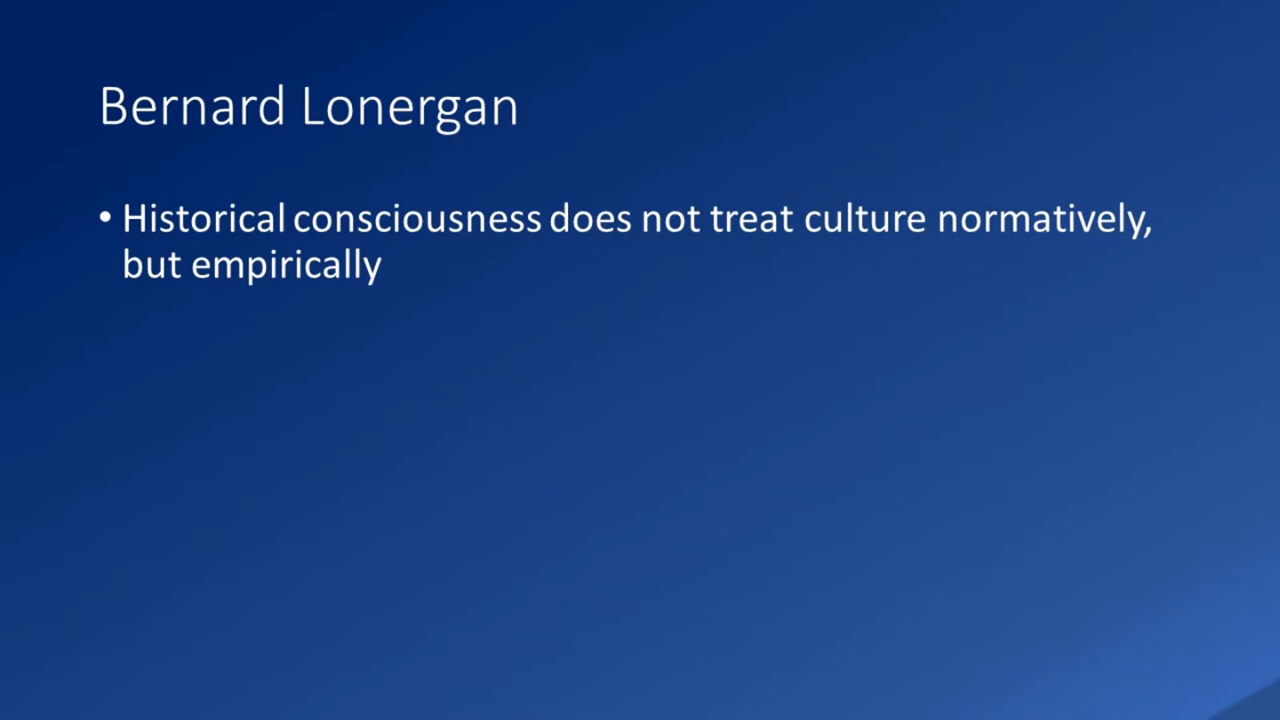 Bernard Lonergan
• Historical consciousness does not treat culture normatively,
but empirically